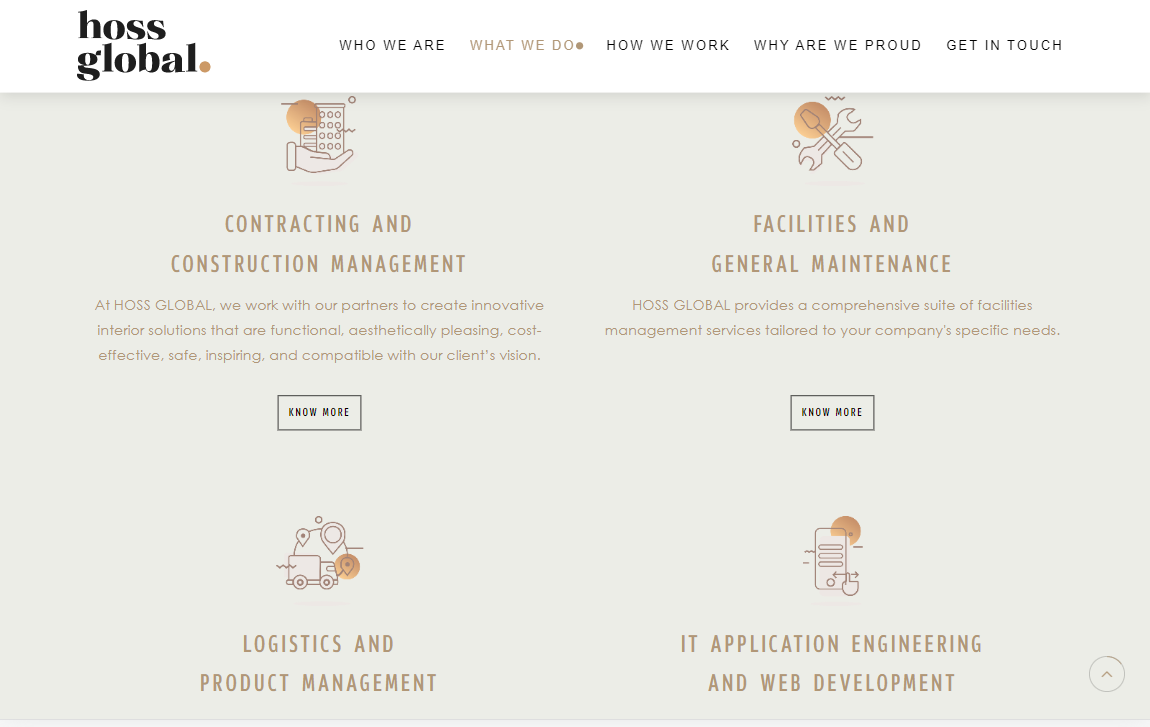 hoss
global.
WHO WE ARE
WHAT WE DO
HOW WE WORK
WHY ARE WE PROUD
GET IN TOUCH
CONTRACTING AND
CONSTRUCTION MANAGEMENT
At HOSS GLOBAL, we work with our partners to create innovative
interior solutions that are functional, aesthetically pleasing, cost-
effective, safe, inspiring, and compatible with our client's vision.
KNOW MORE
FACILITIES AND
GENERAL MAINTENANCE
HOSS GLOBAL provides a comprehensive suite of facilities
management services tailored to your company's specific needs.
KNOW MORE
LOGISTICS AND
PRODUCT MANAGEMENT
IT APPLICATION ENGINEERING
AND WEB DEVELOPMENT